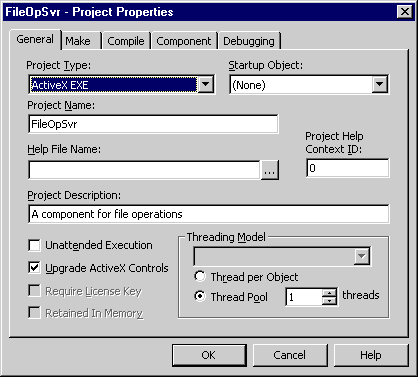 FileOpSvr - Project Properties
General Make Compile Component Debugging
Project Type: Startup Object:
ActiveX EXE (None)
Project Name:
FileOpSvr
Project Help
Context ID:
Help File Name:
... 0
Project Description:
A component for file operations
Unattended Execution
Upgrade ActiveX Controls
Require License Key
Retained In Memory
Threading Model
Thread per Object
Thread Pool 1 threads
OK Cancel Help